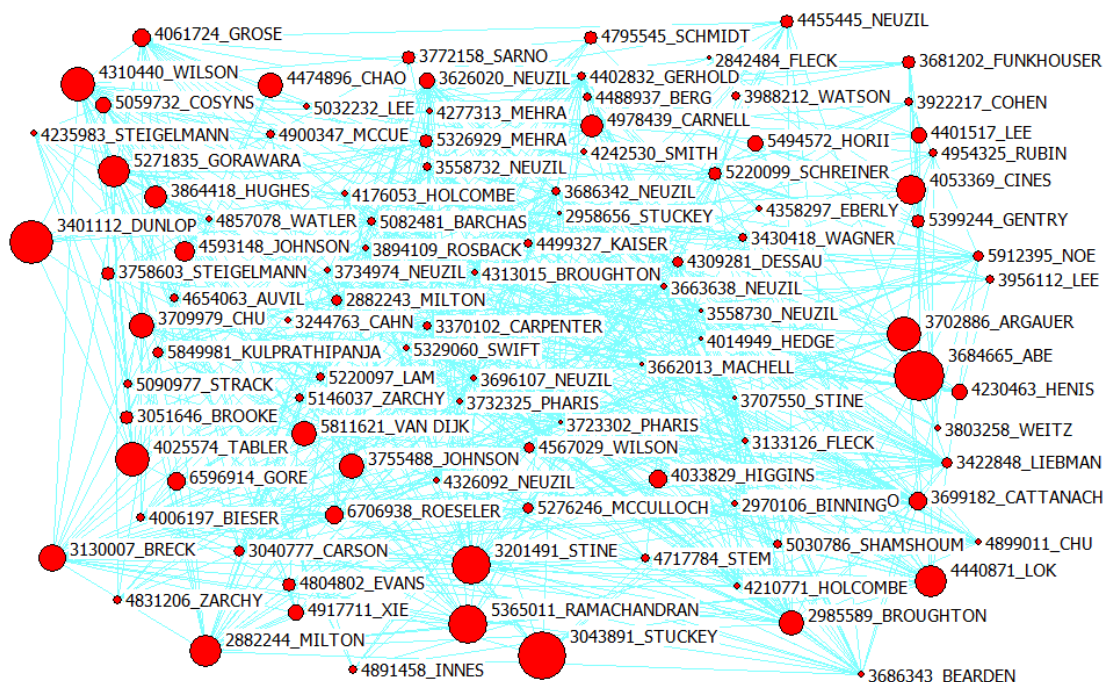 4455445_NEUZIL
4061724_GROSE
4795545_SCHMIDT
3772158_SARNO
2842484_FLECK
3681202_FUNKHOUSER
4310440_WILSON
4474896_CHAO
3626020_NEUZIL
4402832_GERHOLD
4488937_BERG
3988212_WATSON
3922217_COHEN
5059732_COSYNS
5032232_LEE
4277313_MEHRA
4978439_CARNELL
4235983_STEIGELMANN
4900347_MCCUE
5326929_MEHRA
5494572_HORII
4401517_LEE
4242530_SMITH
4954325_RUBIN
5271835_GORAWARA
3558732_NEUZIL
5220099_SCHREINER
4053369_CINES
3864418_HUGHES
4176053_HOLCOMBE
3686342_NEUZIL
4857078_WATLER
5082481_BARCHAS
2958656_STUCKEY
4358297_EBERLY
5399244_GENTRY
3401112_DUNLOP
4593148_JOHNSON
3894109_ROSBACK
4499327_KAISER
3430418_WAGNER
5912395_NOE
4309281_DESSAU
3758603_STEIGELMANN
3734974_NEUZIL
4313015_BROUGHTON
3956112_LEE
3663638_NEUZIL
4654063_AUVIL
2882243_MILTON
3558730_NEUZIL
3709979_CHU
3244763_CAHN
3370102_CARPENTER
3702886_ARGAUER
4014949_HEDGE
5849981_KULPRATHIPANJA
5329060_SWIFT
3684665_ABE
3662013_MACHELL
5220097_LAM
3696107_NEUZIL
5090977_STRACK
4230463_HENIS
5146037_ZARCHY
3732325_PHARIS
3707550_STINE
3051646_BROOKE
5811621_VAN DIJK
3723302_PHARIS
3803258_WEITZ
4025574_TABLER
4567029_WILSON
3133126_FLECK
3755488_JOHNSON
3422848_LIEBMAN
6596914_GORE
4326092_NEUZIL
4033829_HIGGINS
3699182_CATTANACH
4006197_BIESER
6706938_ROESELER
5276246_MCCULLOCH
2970106_BINNINGO
3130007_BRECK
3040777_CARSON
3201491_STINE
4717784_STEM
5030786_SHAMSHOUM
4899011_CHU
4440871_LOK
4804802_EVANS
4210771_HOLCOMBE
4831206_ZARCHY
4917711_XIE
5365011_RAMACHANDRAN
2985589_BROUGHTON
2882244_MILTON
3043891_STUCKEY
4891458_INNES
3686343_BEARDEN